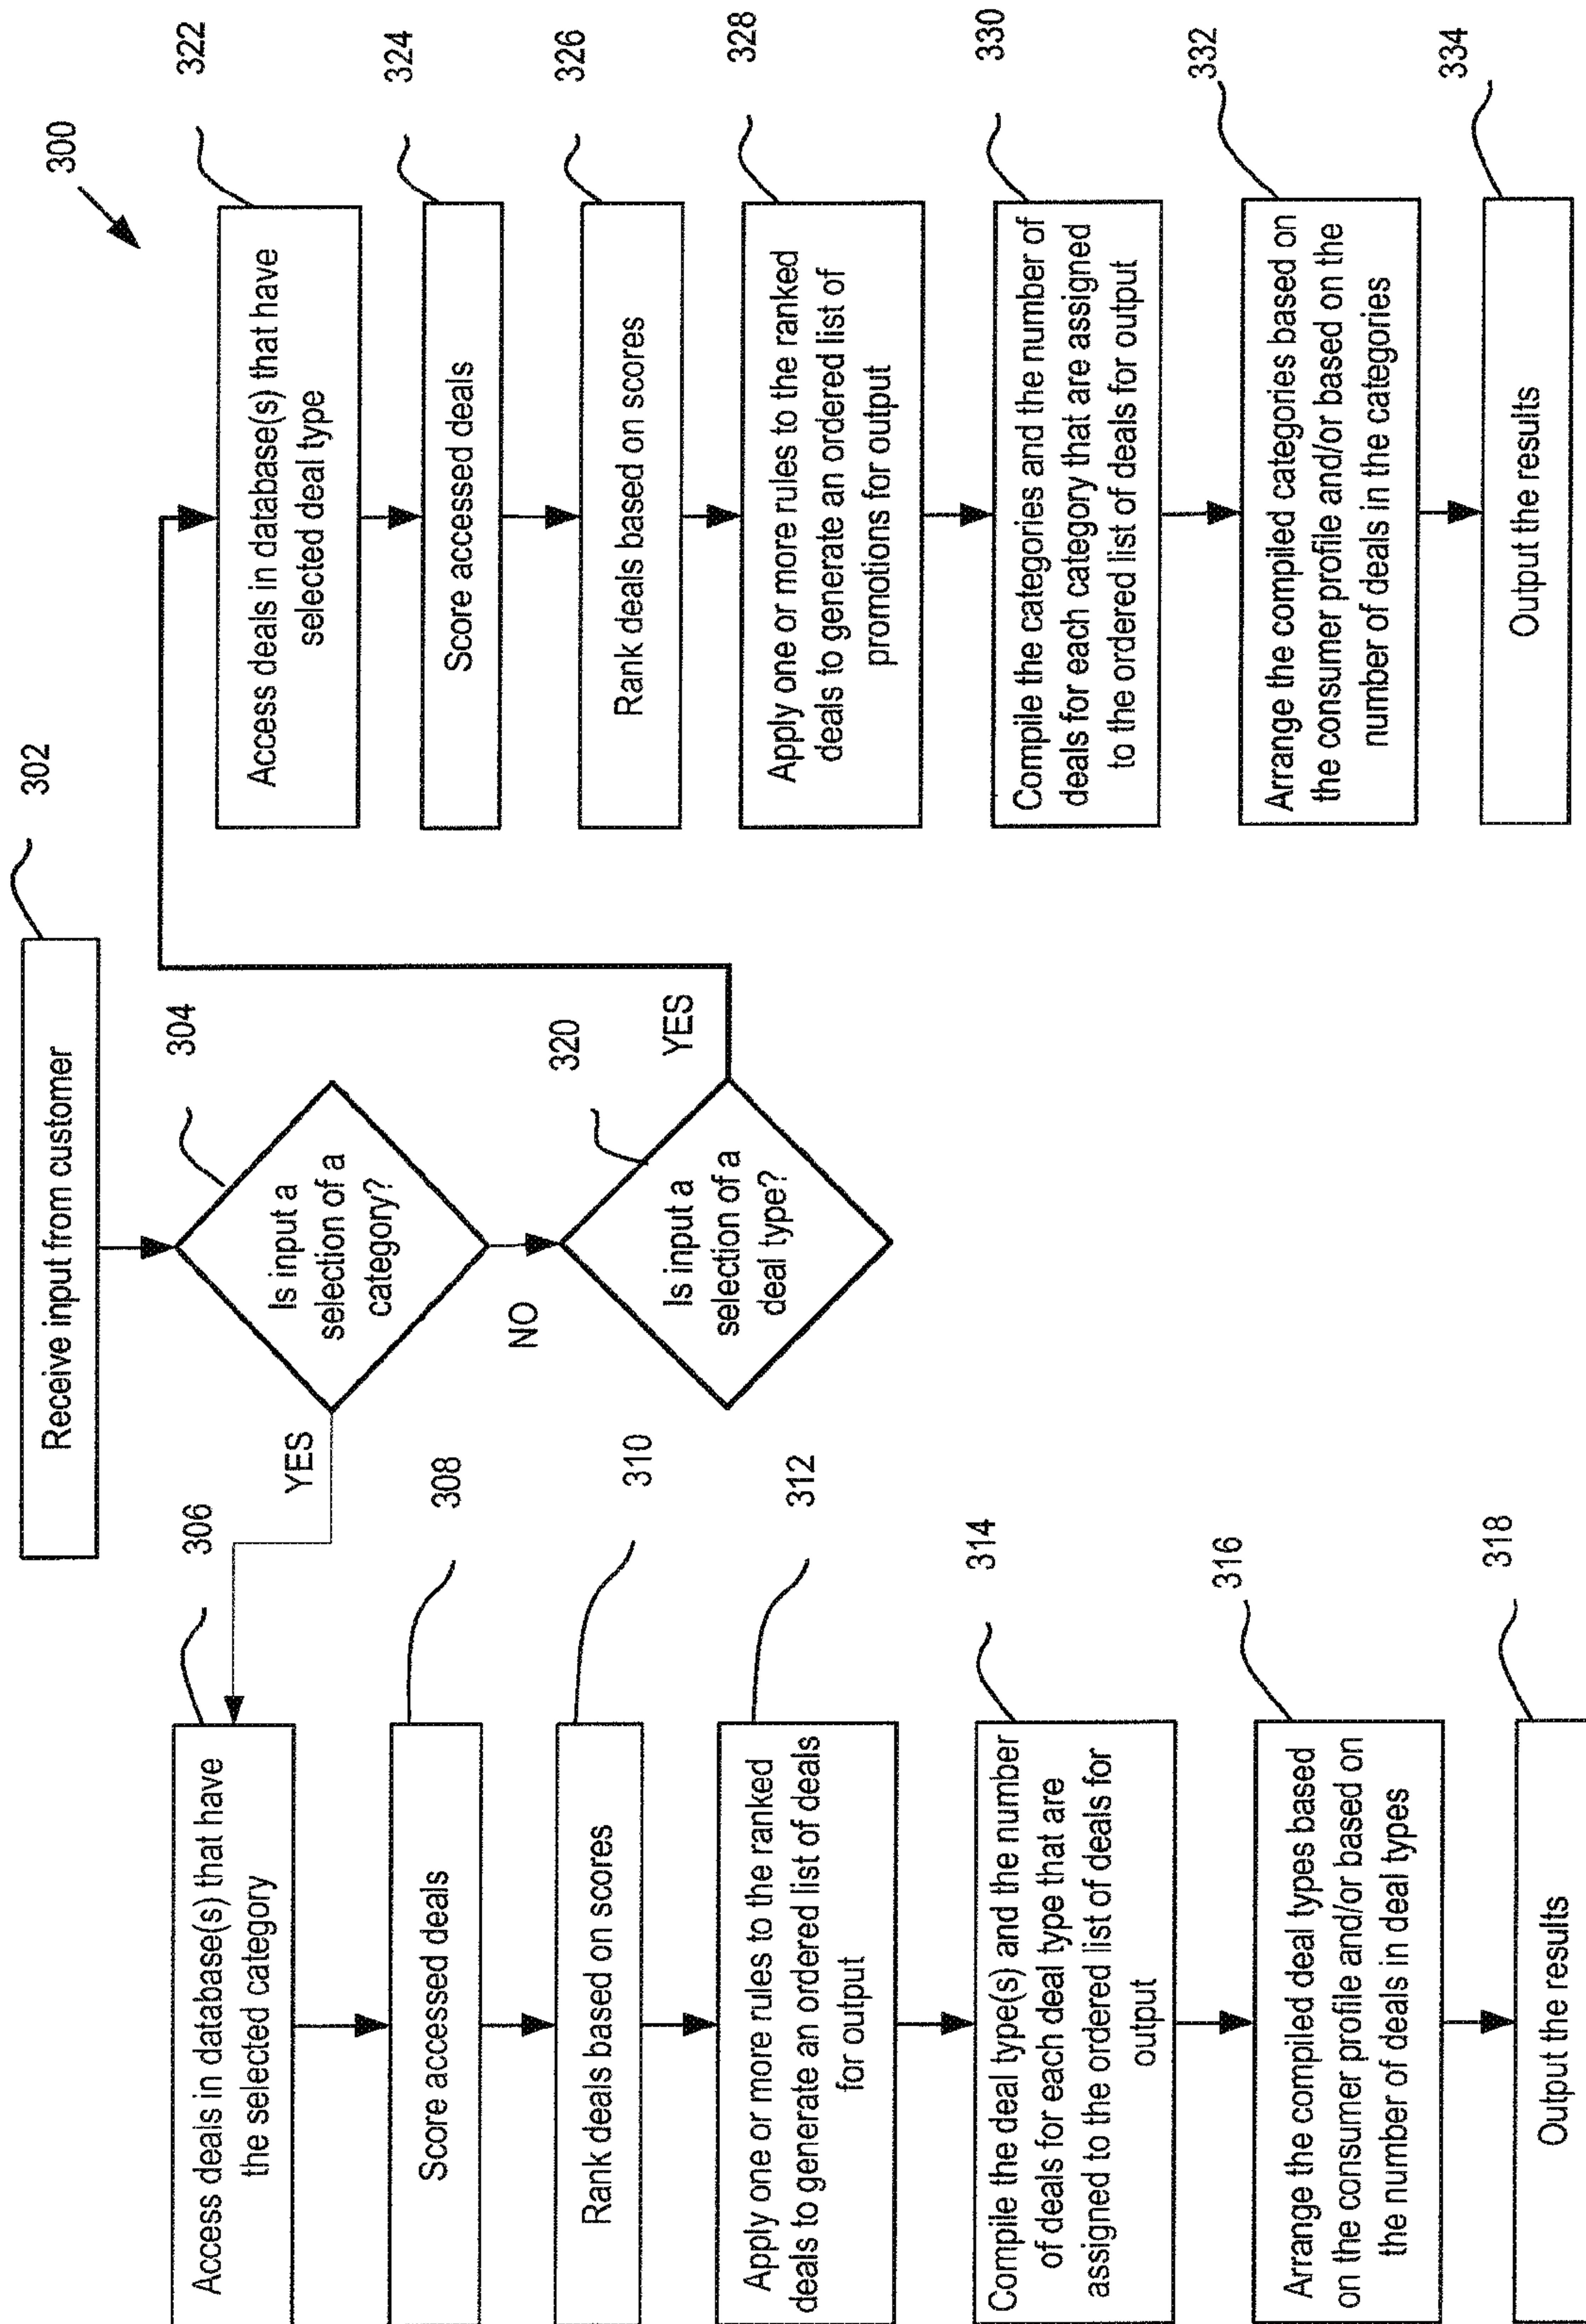 300
302
Receive input from customer
304
Is input a
selection of a
category?
YES
NO
306
Access deals in database(s) that have
the selected category
308
Score accessed deals
310
Rank deals based on scores
312
Apply one or more rules to the ranked
deals to generate an ordered list of deals
for output
314
Compile the deal type(s) and the number
of deals for each deal type that are
assigned to the ordered list of deals for
output
316
Arrange the compiled deal types based
on the consumer profile and/or based on
the number of deals in deal types
318
Output the results
320
Is input a
selection of a
deal type?
YES
322
Access deals in database(s) that have
selected deal type
324
Score accessed deals
326
Rank deals based on scores
328
Apply one or more rules to the ranked
deals to generate an ordered list of
promotions for output
330
Compile the categories and the number of
deals for each category that are assigned
to the ordered list of deals for output
332
Arrange the compiled categories based on
the consumer profile and/or based on the
number of deals in the categories
334
Output the results